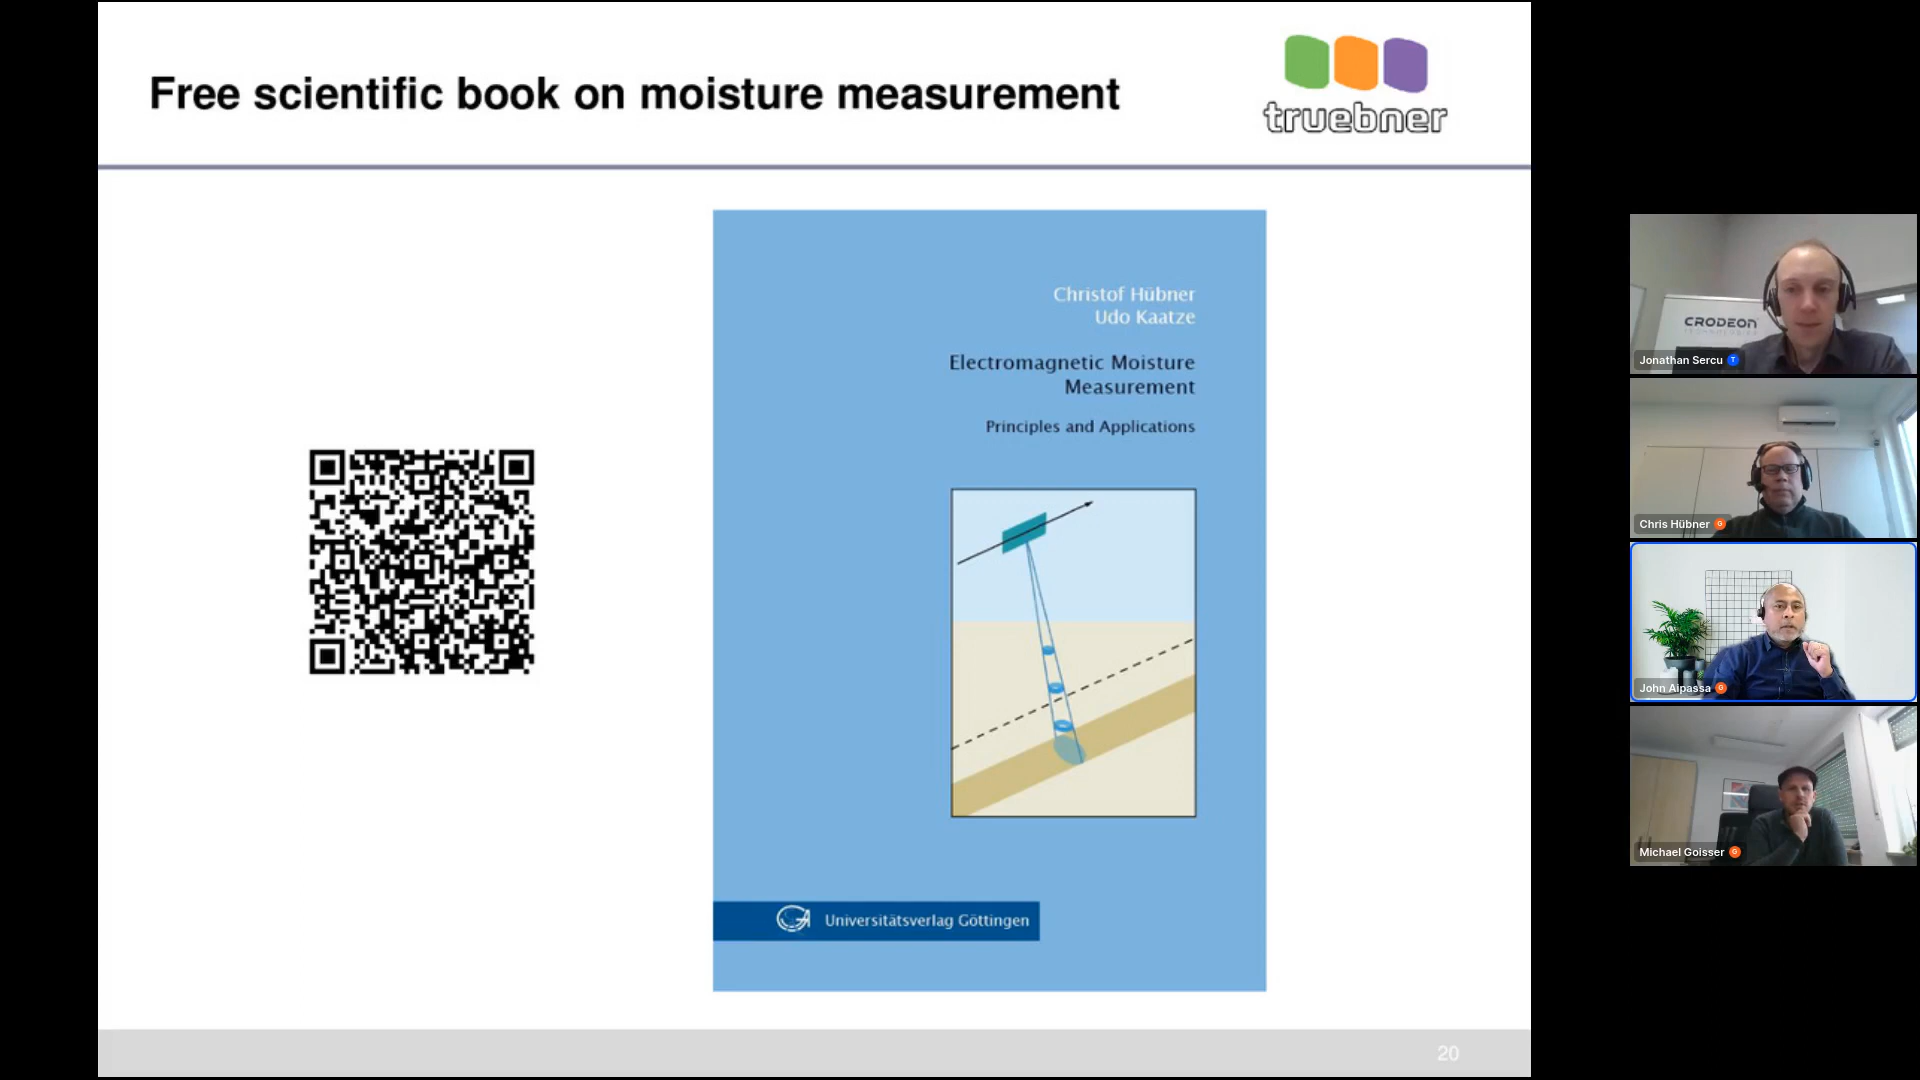 Free scientific book on moisture measurement
truebner
Christof Hübner
Udo Kaatze
Electromagnetic Moisture
Measurement
Principles and Applications
Universitätsverlag Göttingen
20
CRODEON
Jonathan Sercu T
Chris Hübner G
John Aipassa G
Michael Goisser G